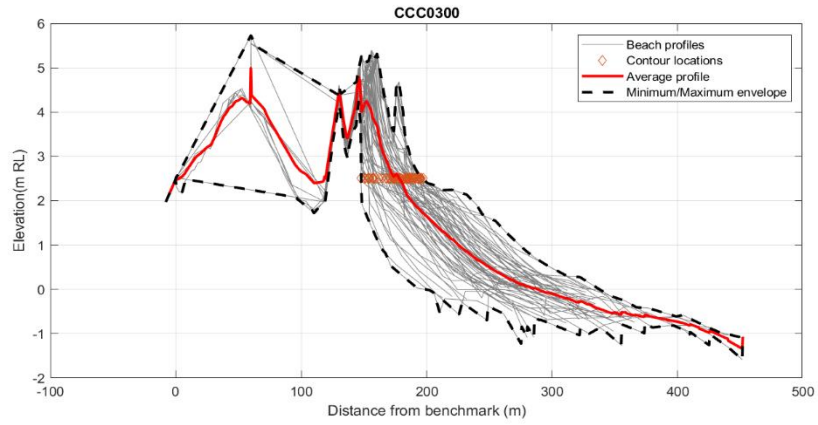 CCC0300
Beach profiles
Contour locations
Average profile
Minimum/Maximum envelope
Elevation(m RL)
6
5
4
3
2
1
0
-1
-2
-100
0
100
200
300
400
500
Distance from benchmark (m)